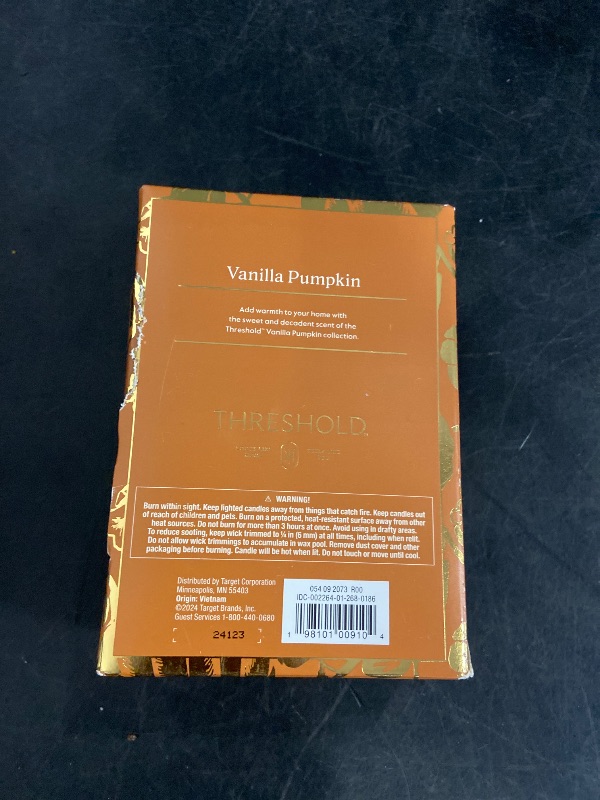 Vanilla Pumpkin
Add warmth to your home with
the sweet and decadent scent of the
Threshold™ Vanilla Pumpkin collection.
THRESHOLD™
⚠ WARNING!
Burn within sight. Keep lighted candles away from things that catch fire. Keep candles out
of reach of children and pets. Burn on a protected, heat-resistant surface away from other
heat sources. Do not burn for more than 3 hours at once. Avoid using in drafty areas.
To reduce sooting, keep wick trimmed to ¼ in (6 mm) at all times, including when relit.
Do not allow wick trimmings to accumulate in wax pool. Remove dust cover and other
packaging before burning. Candle will be hot when lit. Do not touch or move until cool.
Distributed by Target Corporation
Minneapolis, MN 55403
Origin: Vietnam
©2024 Target Brands, Inc.
Guest Services 1-800-440-0680
24123
054 09 2073 R00
IDC-002264-01-268-0186
1 98101 00910 4